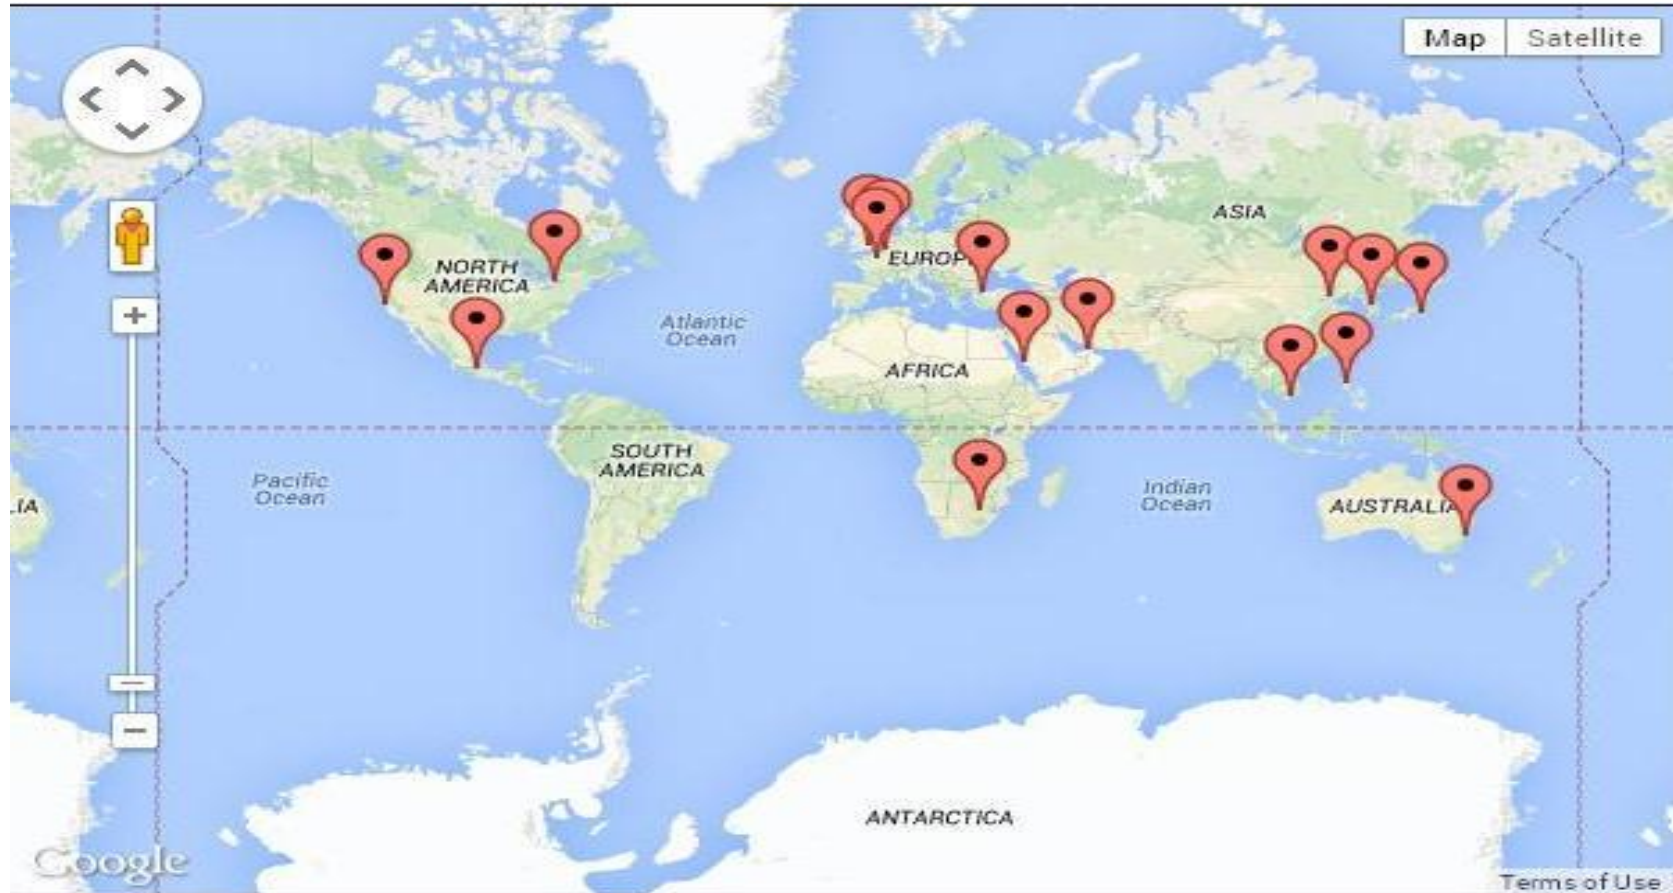 Map Satellite
ASIA
NORTH
AMERICA
EUROP
Atlantic
Ocean
AFRICA
SOUTH
AMERICA
Pacific
Ocean
Indian
Ocean
IA
AUSTRALIA
ANTARCTICA
Google
Terms of Use